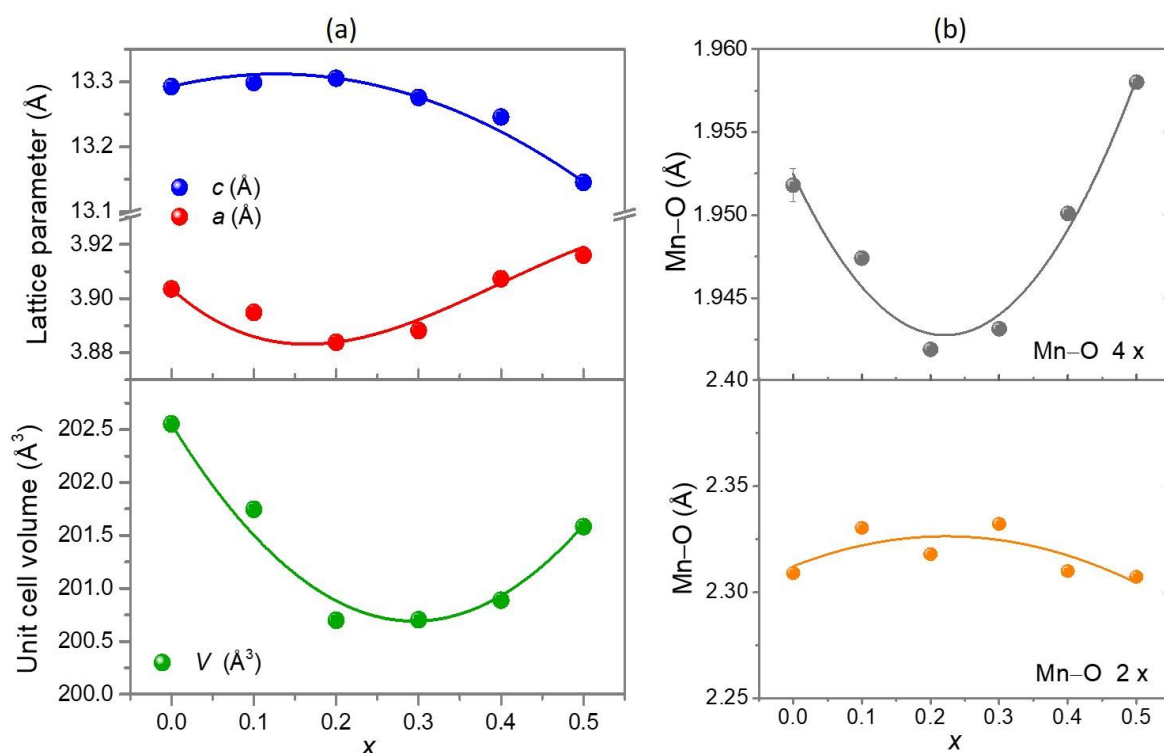 (a)
Lattice parameter (Å)
13.3
13.2
13.1
3.92
3.90
3.88
c (Å)
a (Å)
Unit cell volume (Å³)
202.5
202.0
201.5
201.0
200.5
200.0
V (Å³)
0.0 0.1 0.2 0.3 0.4 0.5
x
(b)
Mn–O (Å)
1.960
1.955
1.950
1.945
2.40
Mn–O 4 x
Mn–O (Å)
2.35
2.30
2.25
Mn–O 2 x
0.0 0.1 0.2 0.3 0.4 0.5
x